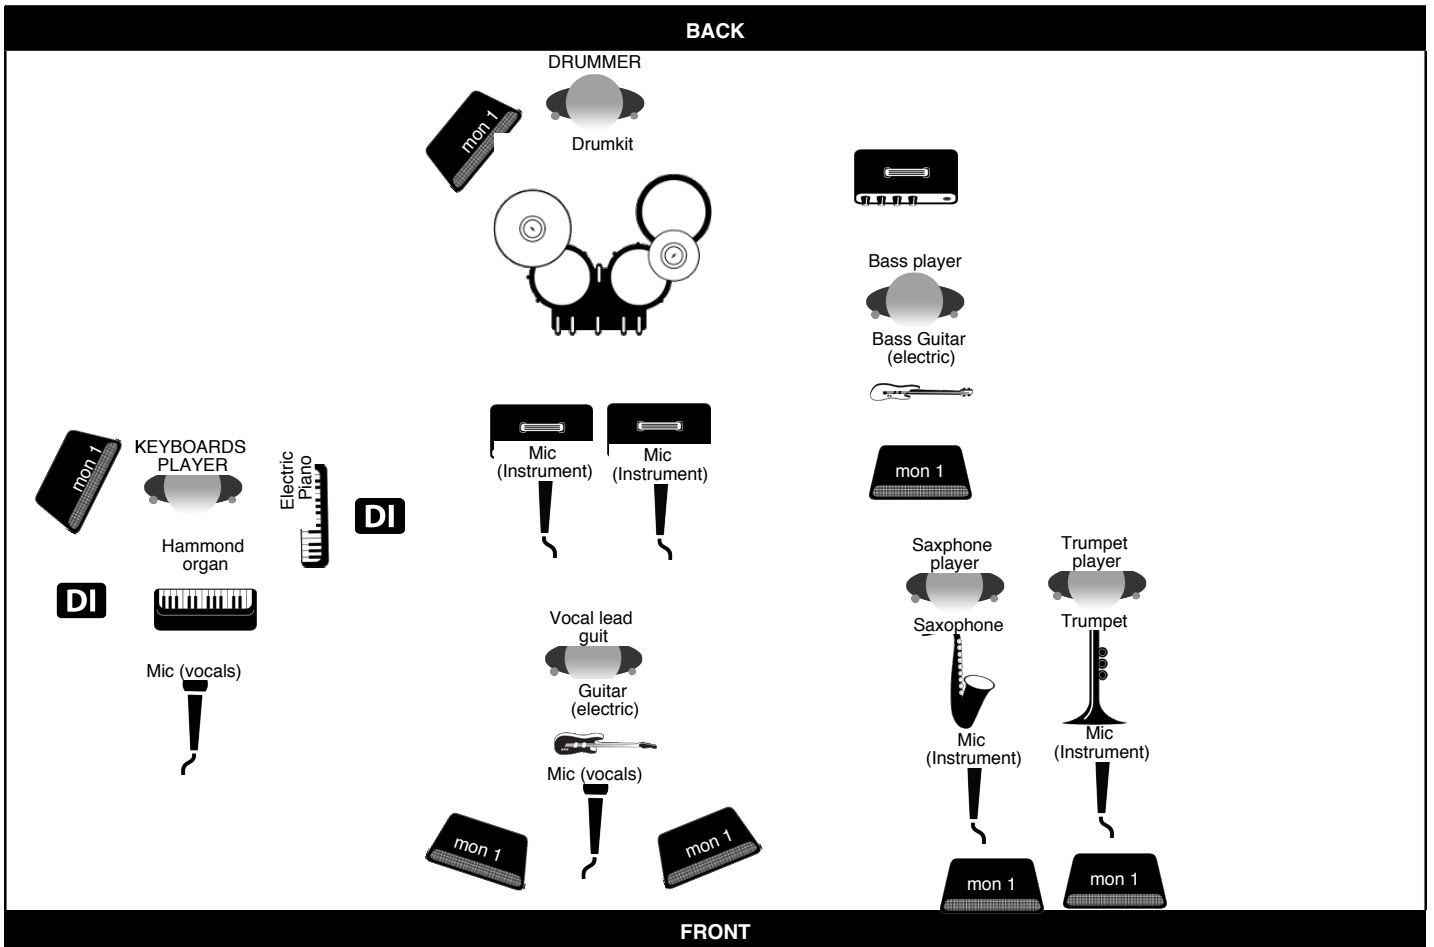 BACK
DRUMMER
mon 1
Drumkit
Bass player
Bass Guitar
(electric)
mon 1
KEYBOARDS
PLAYER
Electric
Piano
DI
Mic
(Instrument)
Mic
(Instrument)
mon 1
Hammond
organ
DI
Mic (vocals)
Vocal lead
guit
Guitar
(electric)
Mic (vocals)
mon 1
mon 1
Saxphone
player
Saxophone
Mic
(Instrument)
mon 1
Trumpet
player
Trumpet
Mic
(Instrument)
mon 1
FRONT